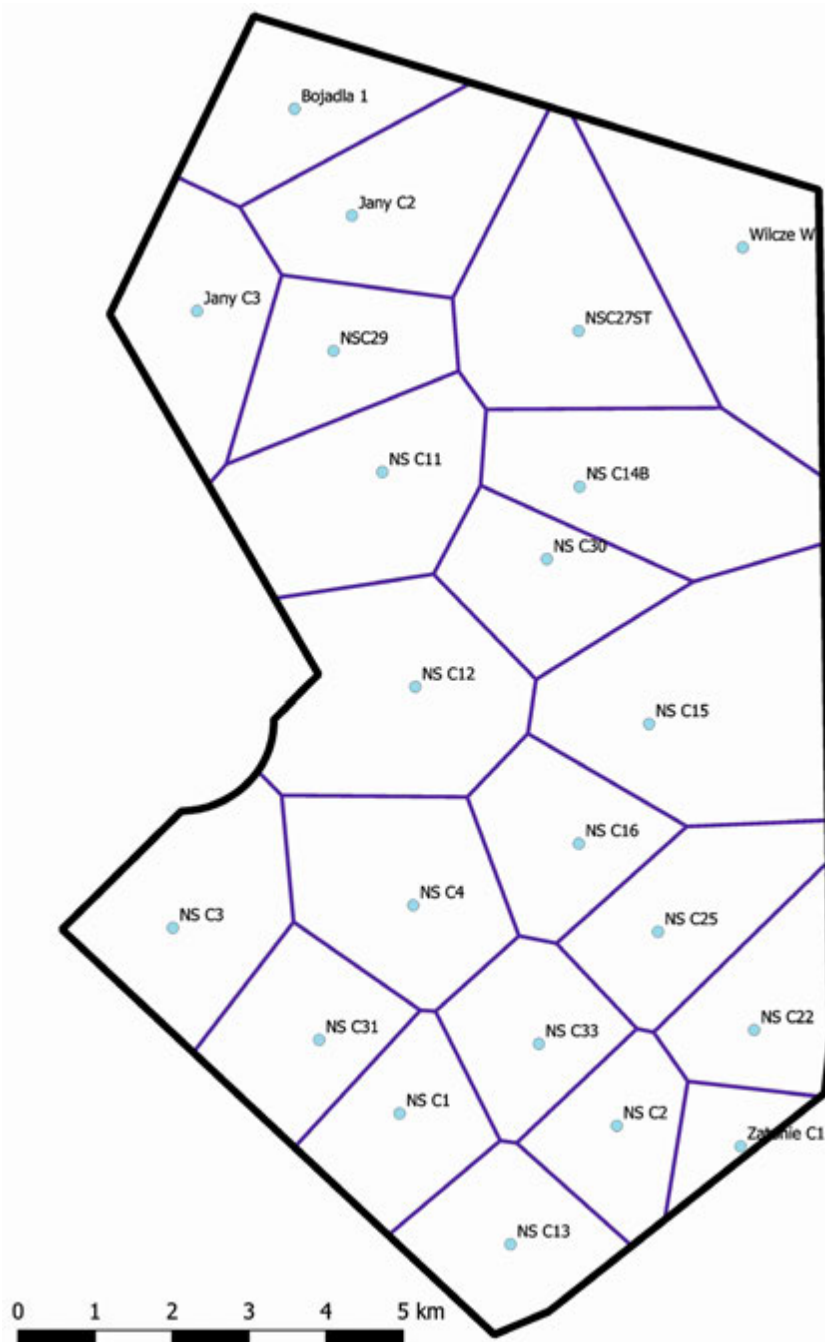 Bojadla 1
Jany C2
Wilcze W
Jany C3
NSC27ST
NSC29
NS C11
NS C14B
NS C30
NS C12
NS C15
NS C16
NS C4
NS C3
NS C25
NS C22
NS C31
NS C33
NS C1
NS C2
Zatonie C1
NS C13
0 1 2 3 4 5 km